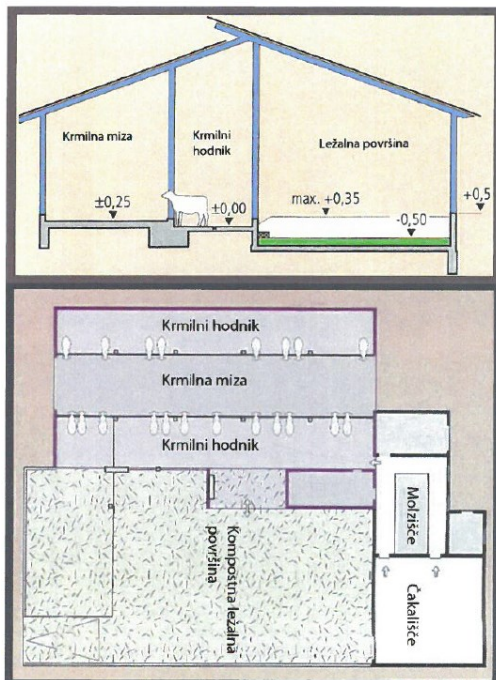 Krmilna miza
Krmilni
hodnik
Ležalna površina
±0,25
±0,00
max. +0,35
-0,50
+0,5
Krmilni hodnik
Krmilna miza
Krmilni hodnik
Kompostna ležalna
površina
Molzišče
Čakališče